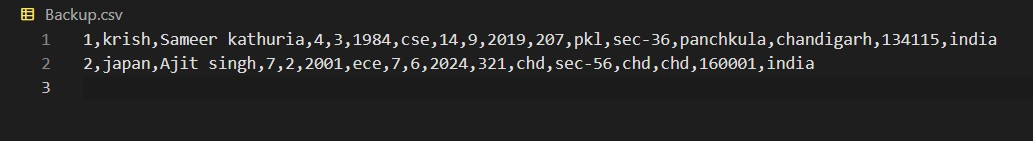 Backup.csv
1 1,krish,Sameer kathuria,4,3,1984,cse,14,9,2019,207,pkl,sec-36,panchkula,chandigarh,134115,india
2 2,japan,Ajit singh,7,2,2001,ece,7,6,2024,321,chd,sec-56,chd,chd,160001,india
3